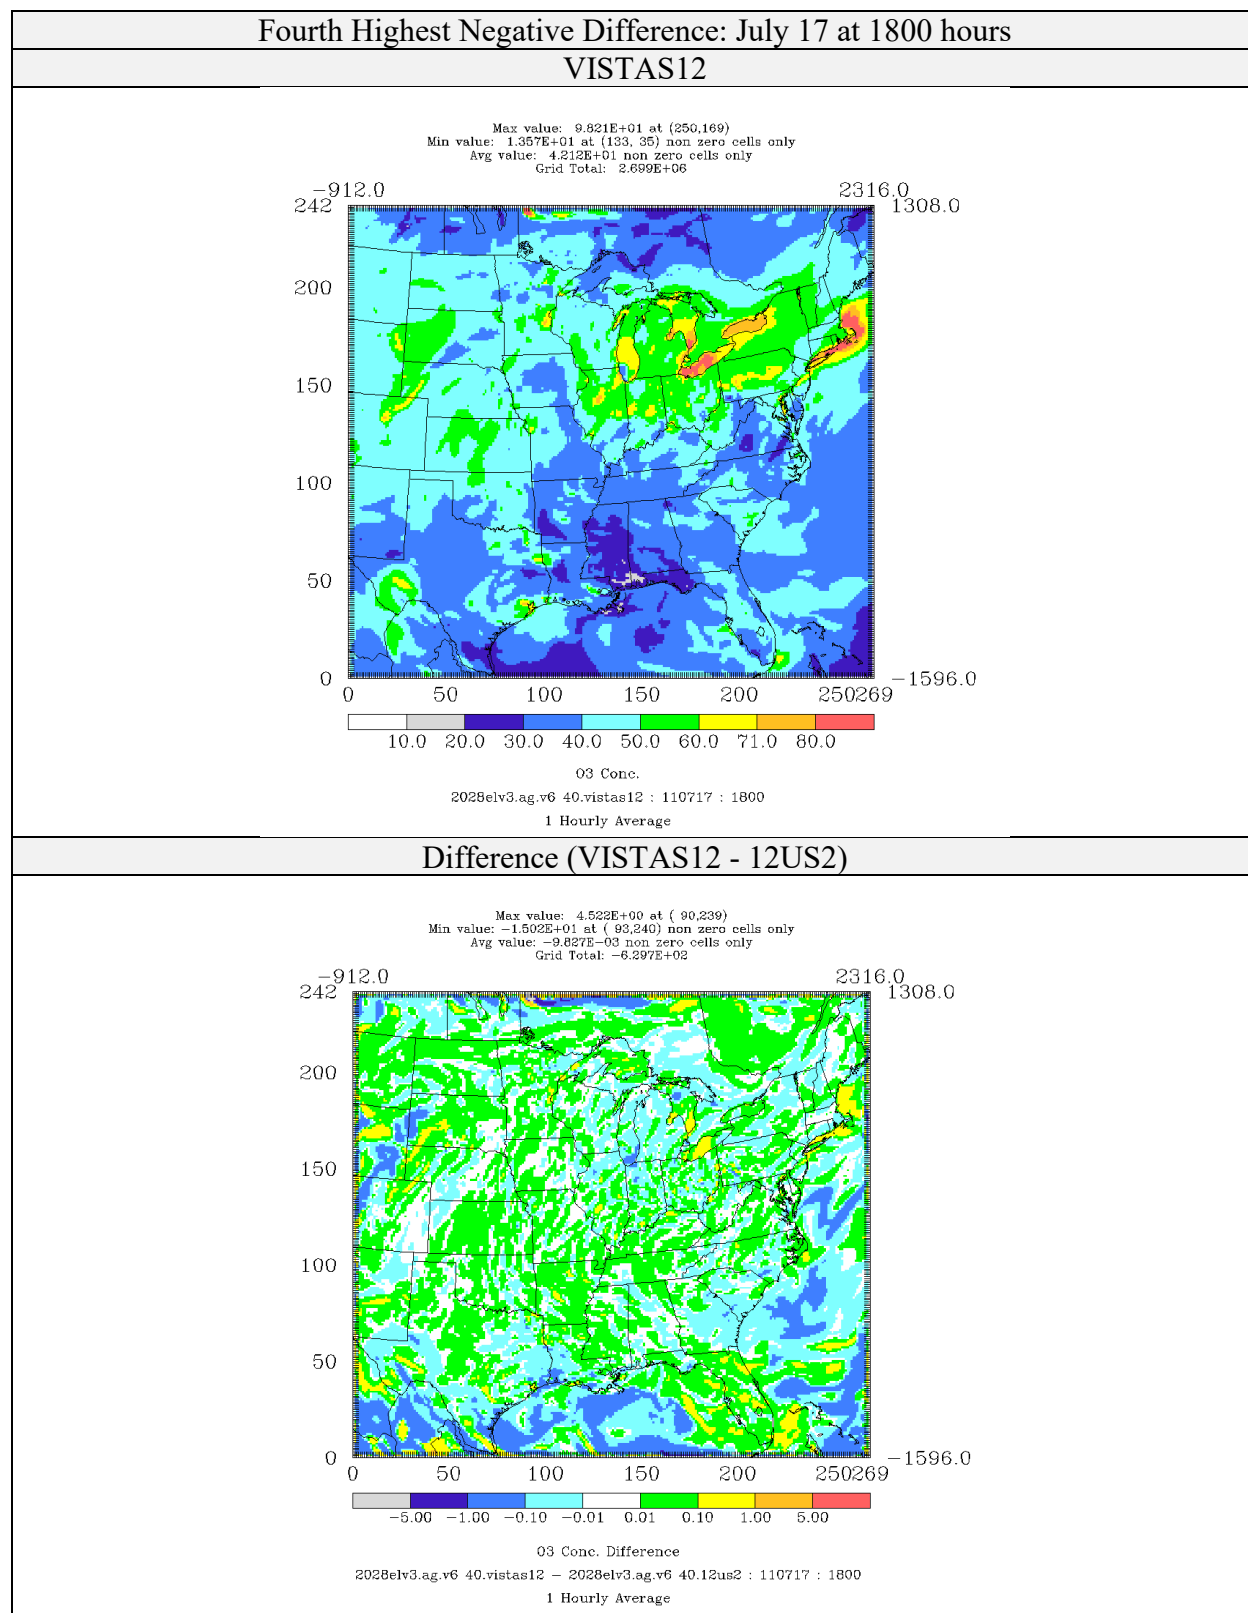 Fourth Highest Negative Difference: July 17 at 1800 hours
VISTAS12
Max value: 9.821E+01 at (250,169)
Min value: 1.357E+01 at (133, 35) non zero cells only
Avg value: 4.212E+01 non zero cells only
Grid Total: 2.699E+06
−912.0 2316.0
242 1308.0
200
150
100
50
0 −1596.0
0 50 100 150 200 250269
10.0 20.0 30.0 40.0 50.0 60.0 71.0 80.0
O3 Conc.
2028elv3.ag.v6 40.vistas12 : 110717 : 1800
1 Hourly Average
Difference (VISTAS12 - 12US2)
Max value: 4.522E+00 at ( 90,239)
Min value: −1.502E+01 at ( 93,240) non zero cells only
Avg value: −9.827E−03 non zero cells only
Grid Total: −6.297E+02
−912.0 2316.0
242 1308.0
200
150
100
50
0 −1596.0
0 50 100 150 200 250269
−5.00 −1.00 −0.10 −0.01 0.01 0.10 1.00 5.00
O3 Conc. Difference
2028elv3.ag.v6 40.vistas12 − 2028elv3.ag.v6 40.12us2 : 110717 : 1800
1 Hourly Average